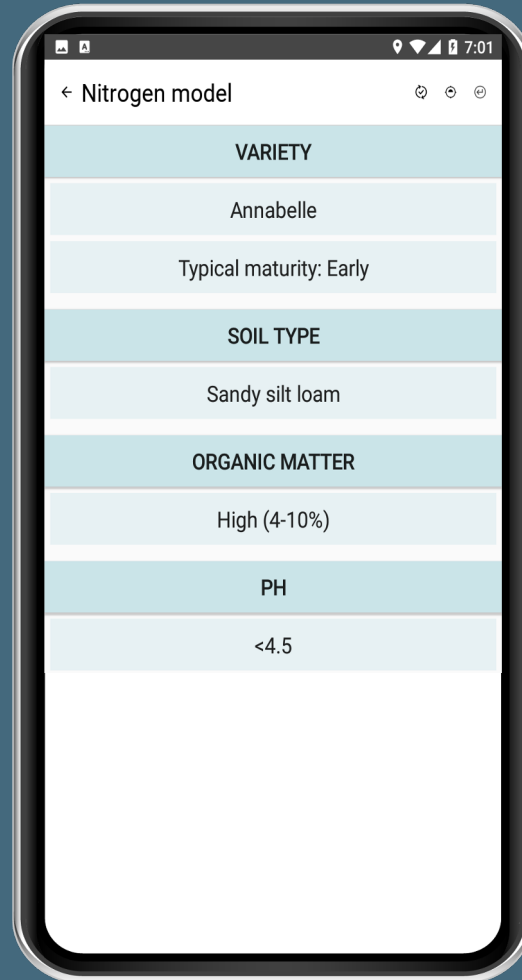 7:01
Nitrogen model
VARIETY
Annabelle
Typical maturity: Early
SOIL TYPE
Sandy silt loam
ORGANIC MATTER
High (4-10%)
PH
<4.5